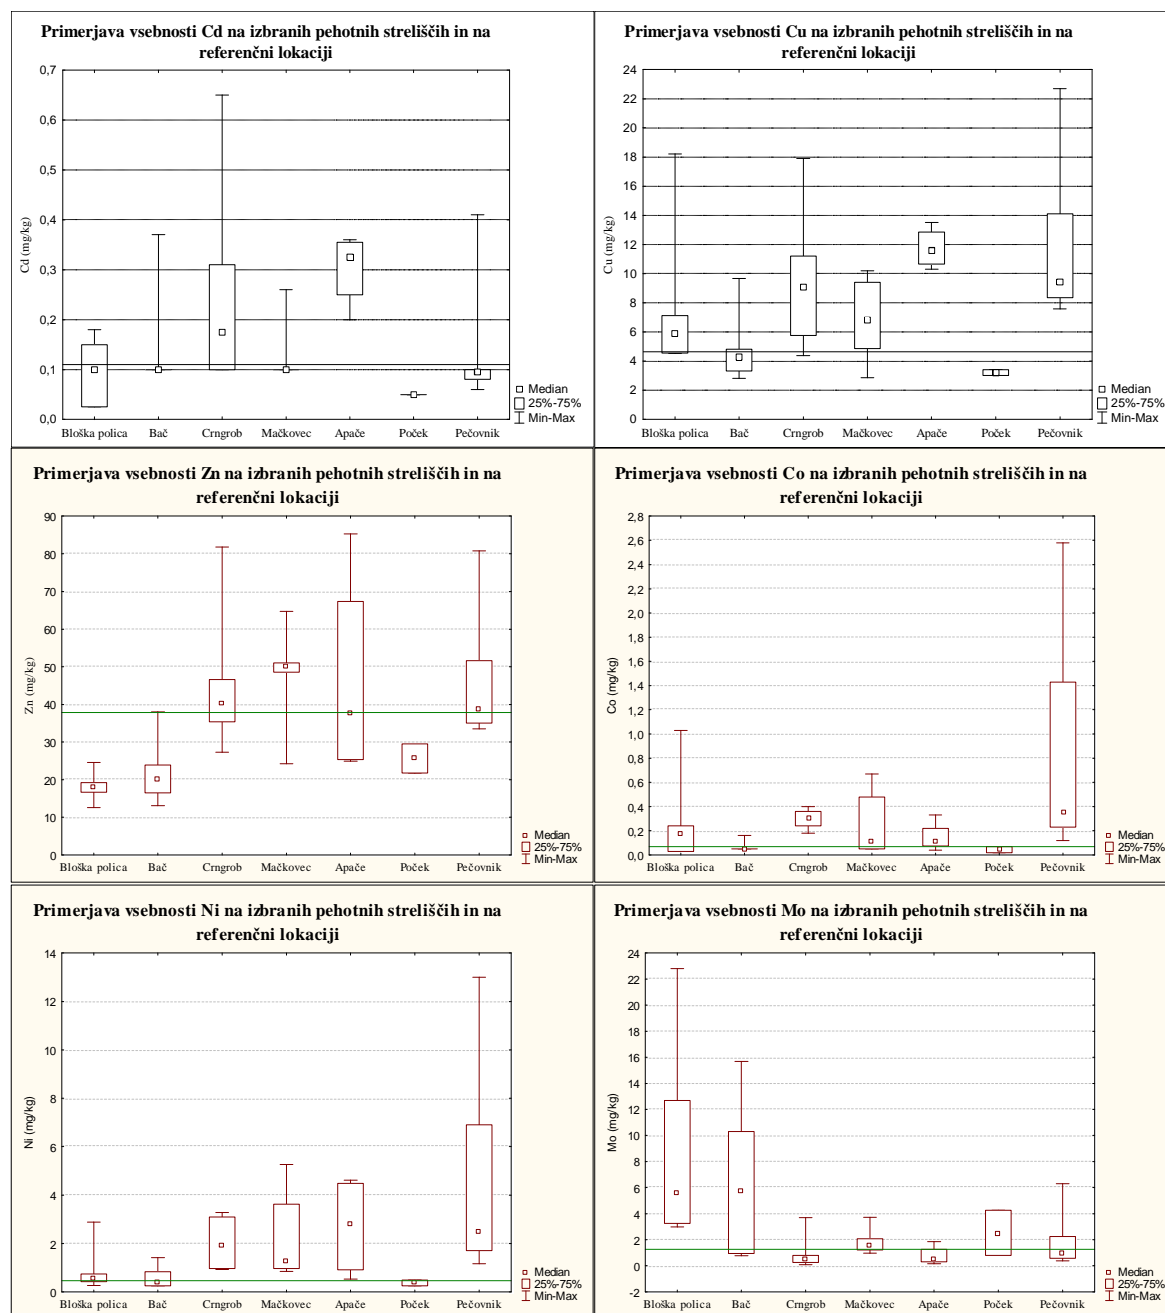 Primerjava vsebnosti Cd na izbranih pehotnih streliščih in na
referenčni lokaciji
0,7
0,6
0,5
0,4
0,3
0,2
0,1
0,0
Cd (mg/kg)
Bloška polica Bač Crngrob Mačkovec Apače Poček Pečovnik
Median
25%-75%
Min-Max
Primerjava vsebnosti Cu na izbranih pehotnih streliščih in na
referenčni lokaciji
24
22
20
18
16
14
12
10
8
6
4
2
0
Cu (mg/kg)
Bloška polica Bač Crngrob Mačkovec Apače Poček Pečovnik
Median
25%-75%
Min-Max
Primerjava vsebnosti Zn na izbranih pehotnih streliščih in na
referenčni lokaciji
90
80
70
60
50
40
30
20
10
0
Zn (mg/kg)
Bloška polica Bač Crngrob Mačkovec Apače Poček Pečovnik
Median
25%-75%
Min-Max
Primerjava vsebnosti Co na izbranih pehotnih streliščih in na
referenčni lokaciji
2,8
2,6
2,4
2,2
2,0
1,8
1,6
1,4
1,2
1,0
0,8
0,6
0,4
0,2
0,0
Co (mg/kg)
Bloška polica Bač Crngrob Mačkovec Apače Poček Pečovnik
Median
25%-75%
Min-Max
Primerjava vsebnosti Ni na izbranih pehotnih streliščih in na
referenčni lokaciji
14
12
10
8
6
4
2
0
Ni (mg/kg)
Bloška polica Bač Crngrob Mačkovec Apače Poček Pečovnik
Median
25%-75%
Min-Max
Primerjava vsebnosti Mo na izbranih pehotnih streliščih in na
referenčni lokaciji
24
22
20
18
16
14
12
10
8
6
4
2
0
-2
Mo (mg/kg)
Bloška polica Bač Crngrob Mačkovec Apače Poček Pečovnik
Median
25%-75%
Min-Max